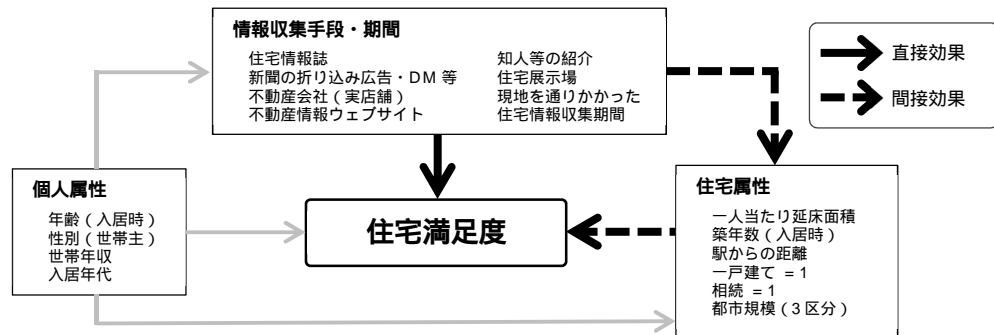 情報収集手段・期間
住宅情報誌
新聞の折り込み広告・DM 等
不動産会社（実店舗）
不動産情報ウェブサイト
知人等の紹介
住宅展示場
現地を通りかかった
住宅情報収集期間
直接効果
間接効果
個人属性
年齢（入居時）
性別（世帯主）
世帯年収
入居年代
住宅満足度
住宅属性
一人当たり延床面積
築年数（入居時）
駅からの距離
一戸建て = 1
相続 = 1
都市規模（3 区分）